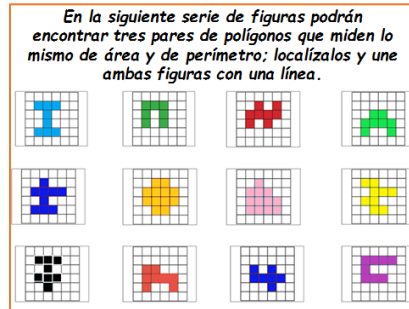 En la siguiente serie de figuras podrán
encontrar tres pares de polígonos que miden lo
mismo de área y de perímetro; localízalos y une
ambas figuras con una línea.